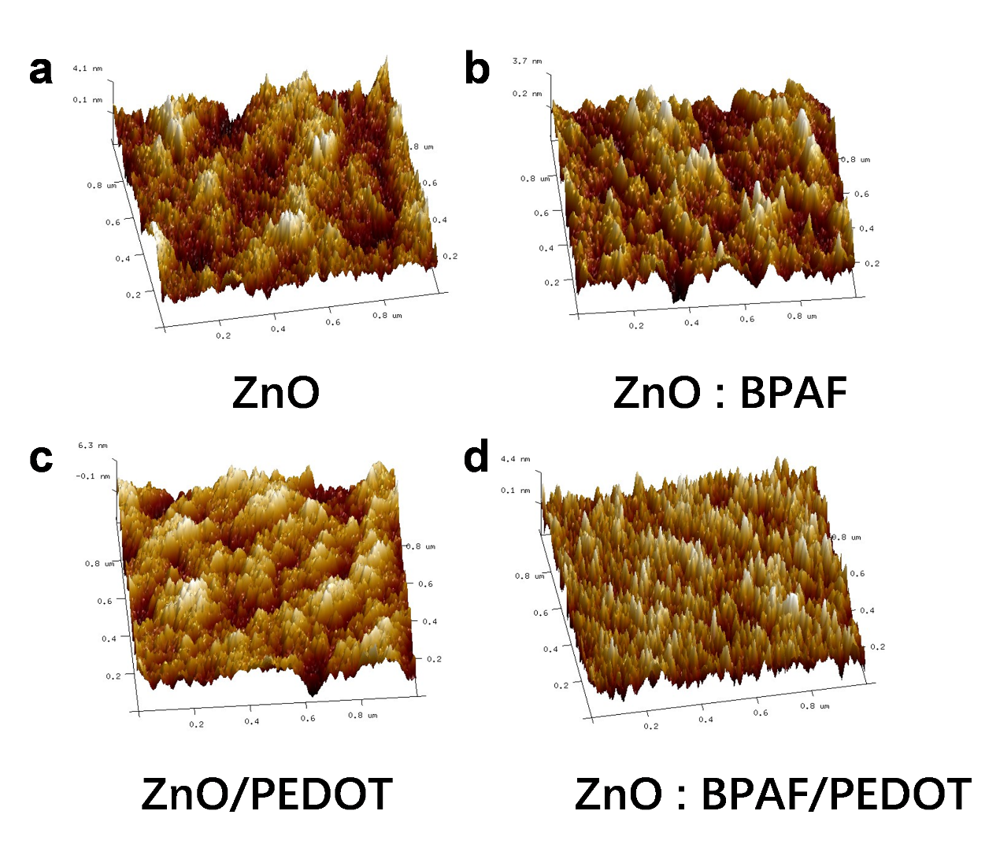 a
4.1 nm
0.1 nm
0.8 um
0.6
0.4
0.2
0.2
0.4
0.6
0.8 um
.8 um
0.6
0.4
0.2
ZnO
b
3.7 nm
0.2 nm
0.8 um
0.6
0.4
0.2
0.2
0.4
0.6
0.8 um
0.8 um
0.6
0.4
0.2
ZnO : BPAF
c
6.3 nm
-0.1 nm
0.8 um
0.6
0.4
0.2
0.2
0.4
0.6
0.8 um
0.8 um
0.6
0.4
0.2
ZnO/PEDOT
d
4.4 nm
0.1 nm
0.8 um
0.6
0.4
0.2
0.2
0.4
0.6
0.8 um
0.8 um
0.6
0.4
0.2
ZnO : BPAF/PEDOT